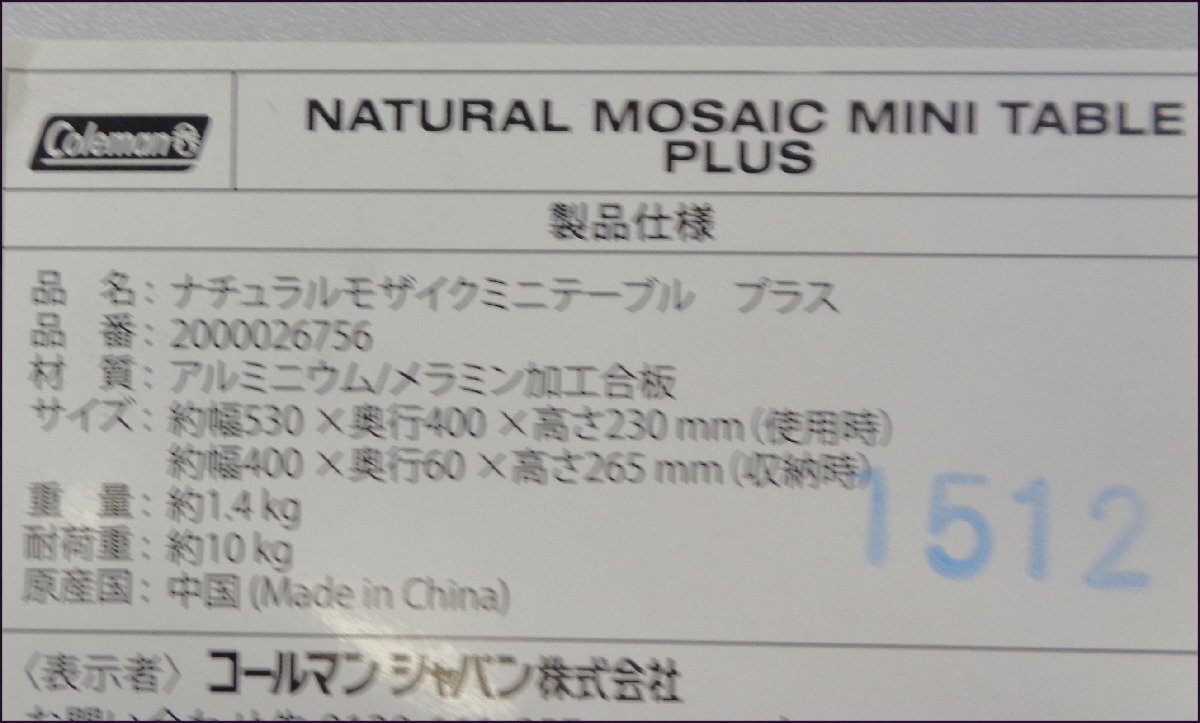 Coleman
NATURAL MOSAIC MINI TABLE
PLUS
製品仕様
品 名: ナチュラルモザイクミニテーブル プラス
品 番: 2000026756
材 質: アルミニウム/メラミン加工合板
サイズ: 約幅530×奥行400×高さ230 mm (使用時)
約幅400×奥行60×高さ265 mm (収納時)
重 量: 約1.4 kg
耐荷重: 約10 kg
原産国: 中国 (Made in China)
1512
〈表示者〉 コールマン ジャパン株式会社